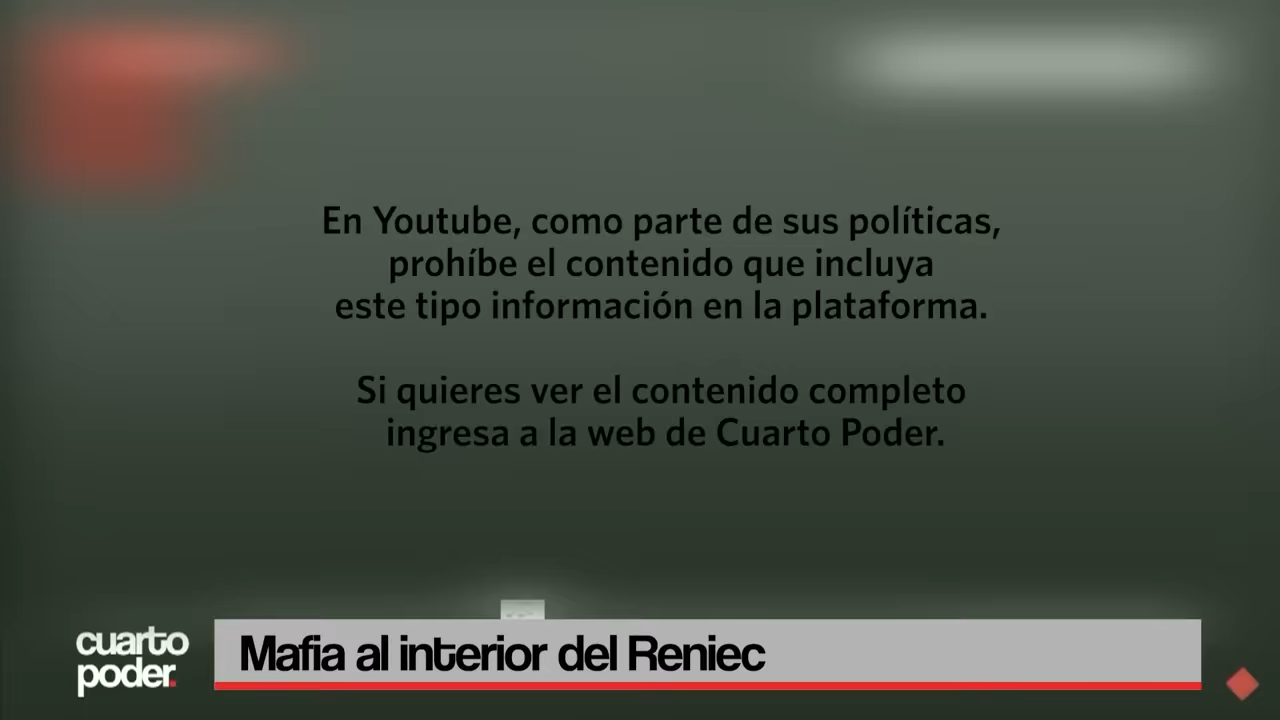 En Youtube, como parte de sus políticas,
prohíbe el contenido que incluya
este tipo información en la plataforma.
Si quieres ver el contenido completo
ingresa a la web de Cuarto Poder.
cuarto
poder.
Mafia al interior del Reniec